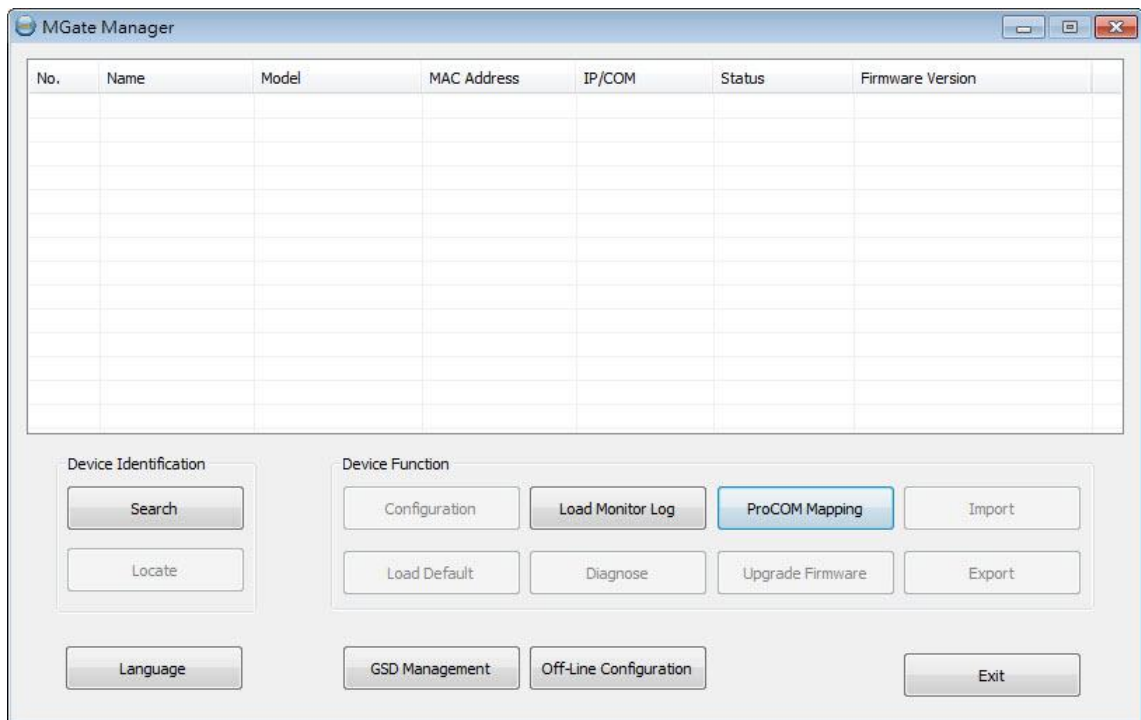 MGate Manager
No. Name Model MAC Address IP/COM Status Firmware Version
Device Identification Device Function
Search Configuration Load Monitor Log ProCOM Mapping Import
Locate Load Default Diagnose Upgrade Firmware Export
Language GSD Management Off-Line Configuration Exit